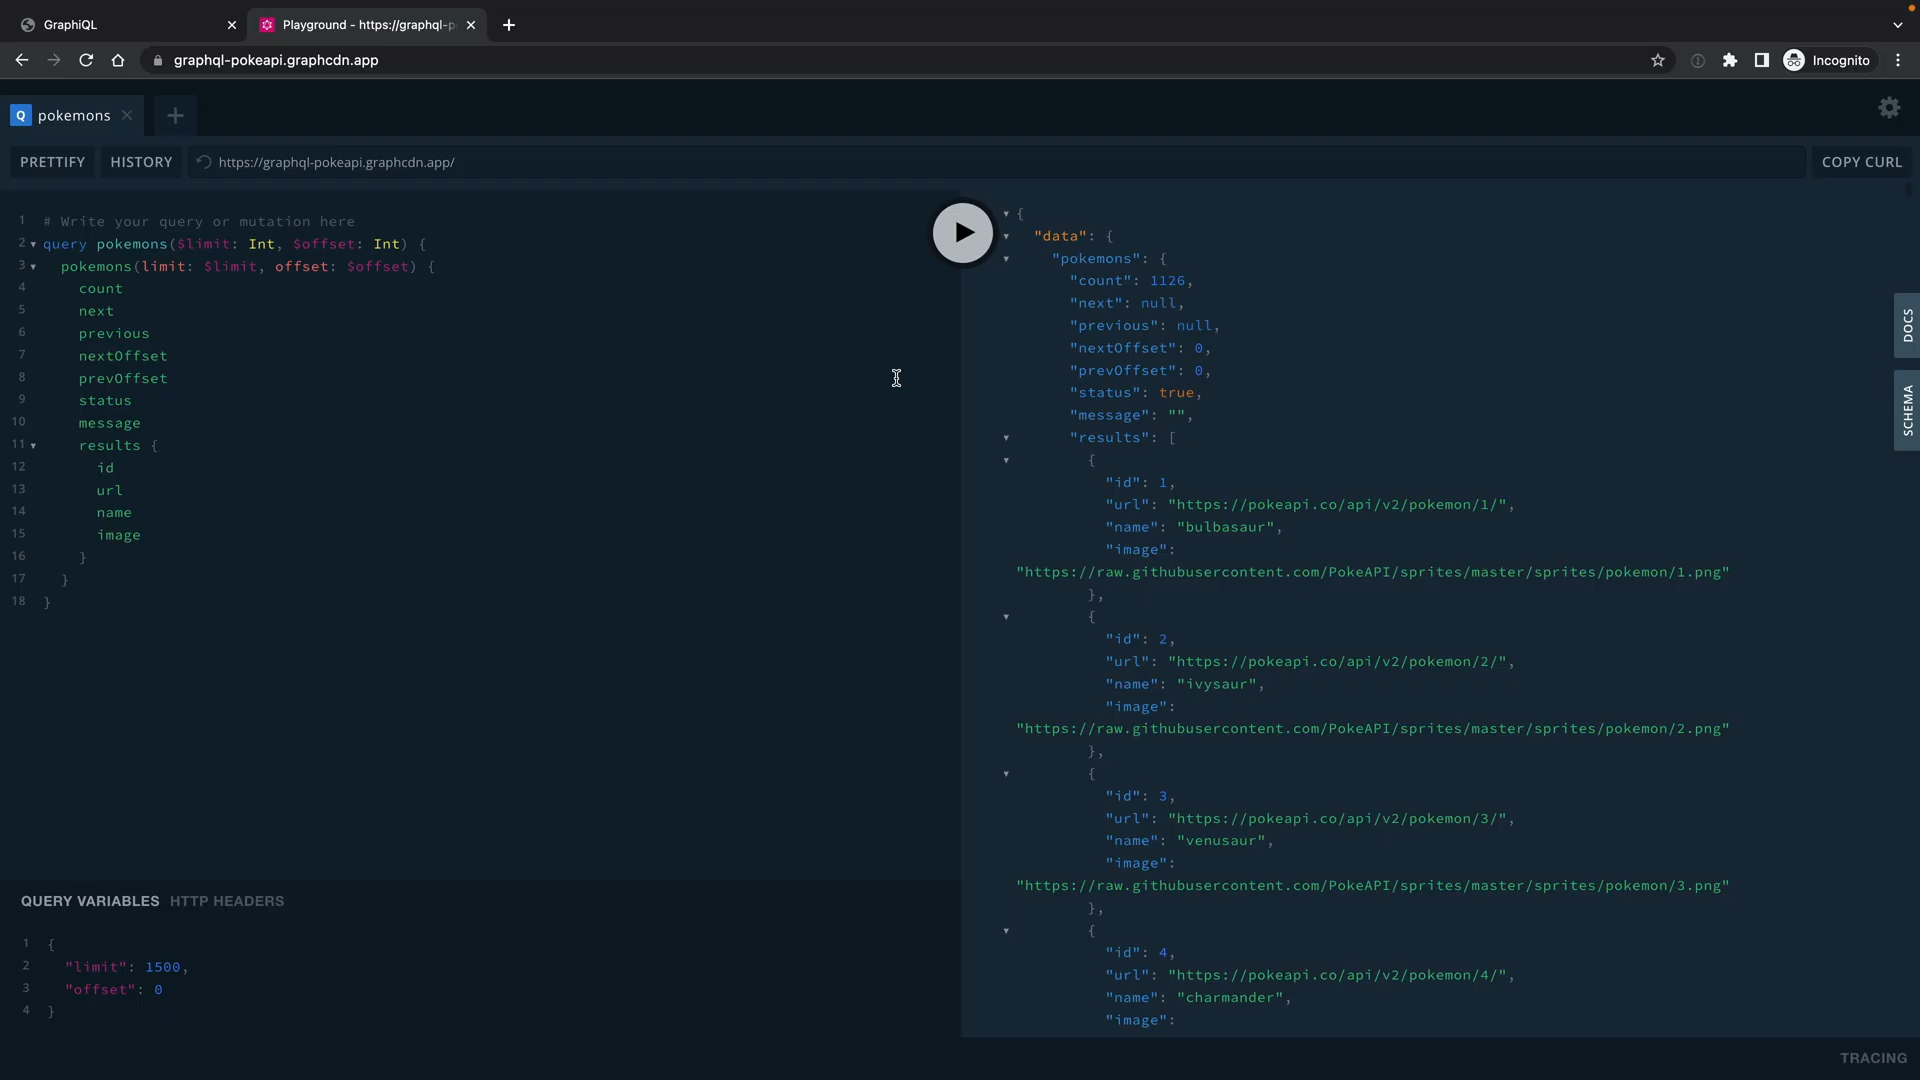 GraphiQL
Playground - https://graphql-p
graphql-pokeapi.graphcdn.app
Incognito
Q pokemons
PRETTIFY HISTORY https://graphql-pokeapi.graphcdn.app/ COPY CURL
1 # Write your query or mutation here
2 query pokemons($limit: Int, $offset: Int) {
3 pokemons(limit: $limit, offset: $offset) {
4 count
5 next
6 previous
7 nextOffset
8 prevOffset
9 status
10 message
11 results {
12 id
13 url
14 name
15 image
16 }
17 }
18 }
QUERY VARIABLES HTTP HEADERS
1 {
2 "limit": 1500,
3 "offset": 0
4 }
{
"data": {
"pokemons": {
"count": 1126,
"next": null,
"previous": null,
"nextOffset": 0,
"prevOffset": 0,
"status": true,
"message": "",
"results": [
{
"id": 1,
"url": "https://pokeapi.co/api/v2/pokemon/1/",
"name": "bulbasaur",
"image":
"https://raw.githubusercontent.com/PokeAPI/sprites/master/sprites/pokemon/1.png"
},
{
"id": 2,
"url": "https://pokeapi.co/api/v2/pokemon/2/",
"name": "ivysaur",
"image":
"https://raw.githubusercontent.com/PokeAPI/sprites/master/sprites/pokemon/2.png"
},
{
"id": 3,
"url": "https://pokeapi.co/api/v2/pokemon/3/",
"name": "venusaur",
"image":
"https://raw.githubusercontent.com/PokeAPI/sprites/master/sprites/pokemon/3.png"
},
{
"id": 4,
"url": "https://pokeapi.co/api/v2/pokemon/4/",
"name": "charmander",
"image":
DOCS
SCHEMA
TRACING